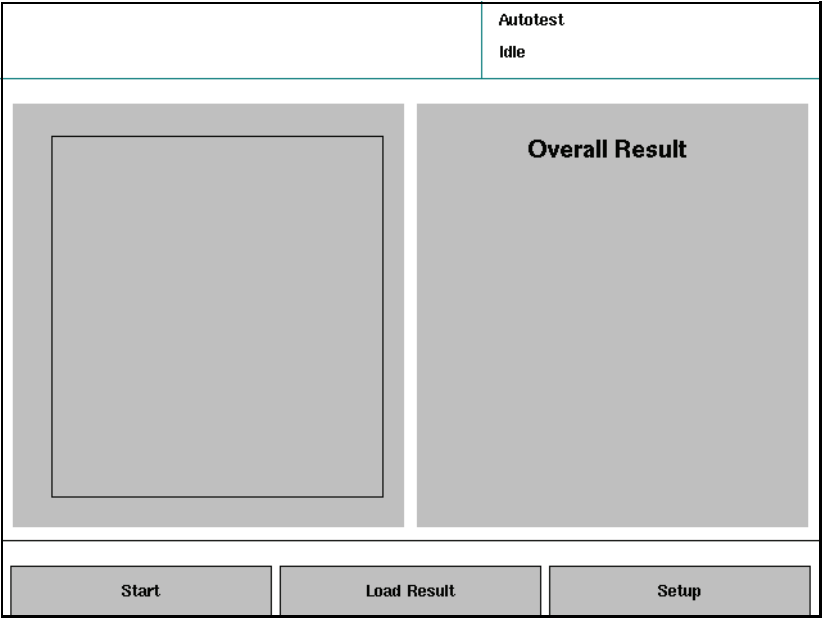 Autotest
Idle
Overall Result
Start
Load Result
Setup